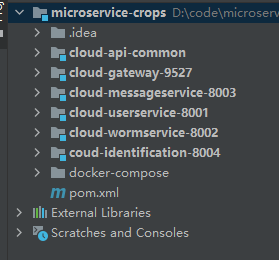 microservice-crops D:\code\microserv
.idea
cloud-api-common
cloud-gateway-9527
cloud-messageservice-8003
cloud-userservice-8001
cloud-wormservice-8002
coud-identification-8004
docker-compose
pom.xml
External Libraries
Scratches and Consoles